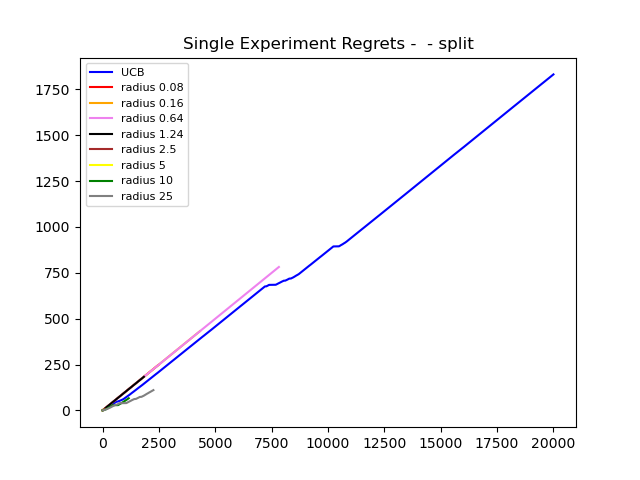 Single Experiment Regrets -  - split
UCB
radius 0.08
radius 0.16
radius 0.64
radius 1.24
radius 2.5
radius 5
radius 10
radius 25
1750
1500
1250
1000
750
500
250
0
0 2500 5000 7500 10000 12500 15000 17500 20000